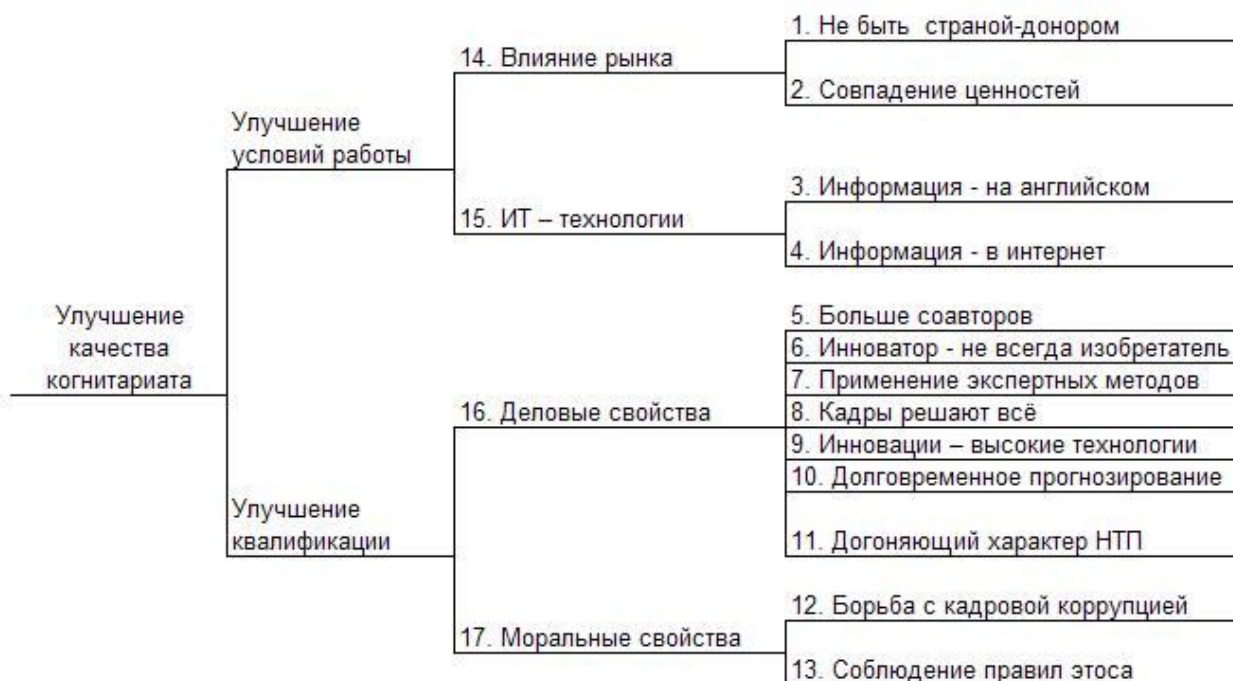 1. Не быть страной-донором
14. Влияние рынка
2. Совпадение ценностей
Улучшение
условий работы
3. Информация - на английском
15. ИТ – технологии
4. Информация - в интернет
Улучшение
качества
когнитариата
5. Больше соавторов
6. Инноватор - не всегда изобретатель
7. Применение экспертных методов
16. Деловые свойства
8. Кадры решают всё
9. Инновации – высокие технологии
10. Долговременное прогнозирование
Улучшение
квалификации
11. Догоняющий характер НТП
12. Борьба с кадровой коррупцией
17. Моральные свойства
13. Соблюдение правил этоса